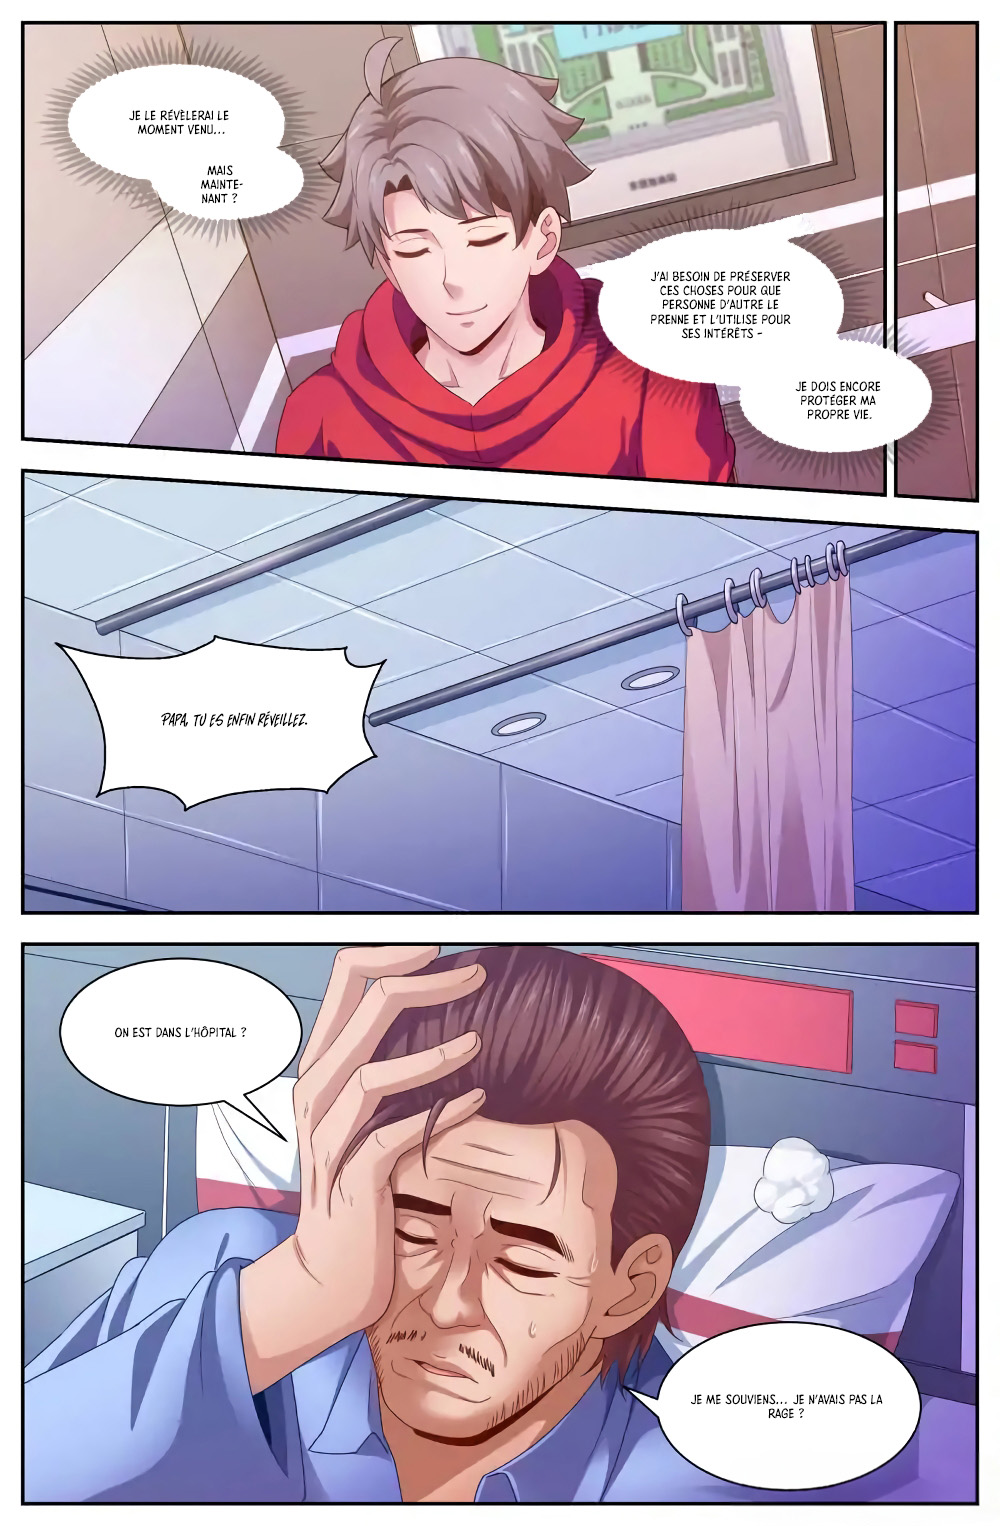 JE LE RÉVÈLERAI LE
MOMENT VENU...
MAIS
MAINTE-
NANT ?
J'AI BESOIN DE PRÉSERVER
CES CHOSES POUR QUE
PERSONNE D'AUTRE LE
PRENNE ET L'UTILISE POUR
SES INTÉRÊTS -
JE DOIS ENCORE
PROTÉGER MA
PROPRE VIE.
PAPA, TU ES ENFIN RÉVEILLEZ.
ON EST DANS L'HÔPITAL ?
JE ME SOUVIENS... JE N'AVAIS PAS LA
RAGE ?